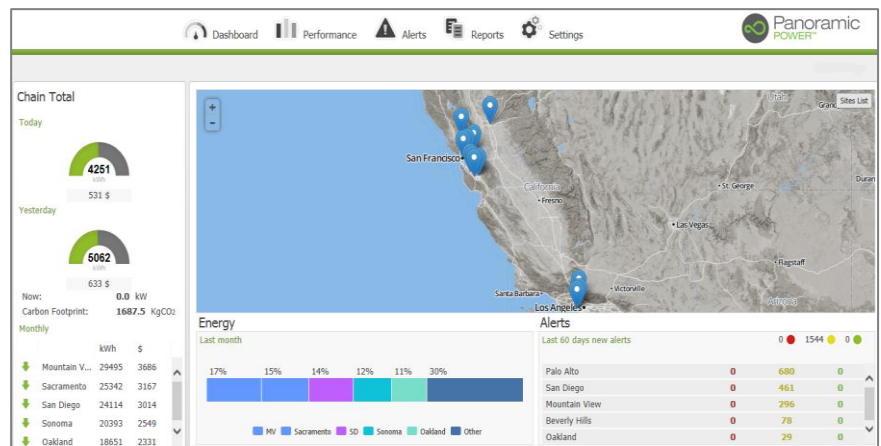 Dashboard Performance Alerts Reports Settings
Panoramic
POWER™
Chain Total
Today
4251
kWh
531 $
Yesterday
5062
kWh
633 $
Now: 0.0 kW
Carbon Footprint: 1687.5 KgCO2
Monthly
kWh $
Mountain V... 29495 3686
Sacramento 25342 3167
San Diego 24114 3014
Sonoma 20393 2549
Oakland 18651 2331
+
-
Sites List
Utah
Grand
San Francisco
California
Fresno
St. George
Duran
Las Vegas
Flagstaff
Santa Barbara
Victorville
Arizona
Los Angeles
Energy
Last month
17% 15% 14% 12% 11% 30%
MV Sacramento SD Sonoma Oakland Other
Alerts
Last 60 days new alerts 0 1544 0
Palo Alto 0 680 0
San Diego 0 461 0
Mountain View 0 296 0
Beverly Hills 0 78 0
Oakland 0 29 0